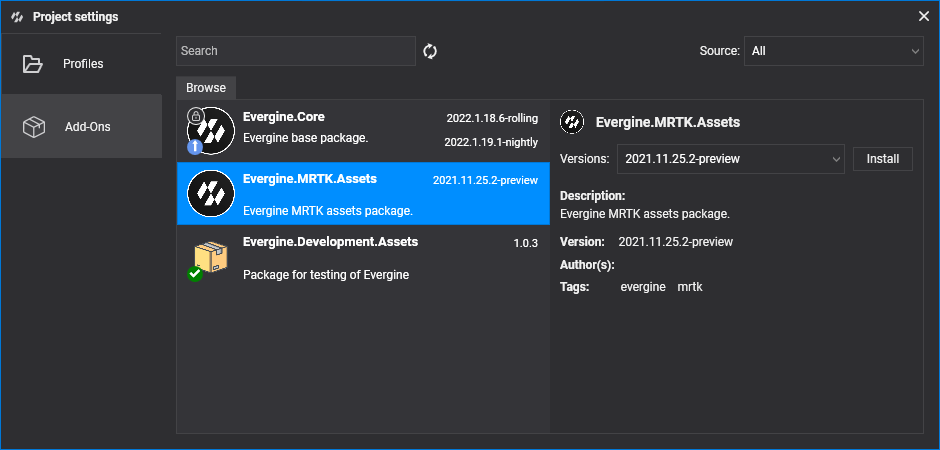 Project settings
Profiles
Add-Ons
Search
Source: All
Browse
Evergine.Core 2022.1.18.6-rolling
Evergine base package. 2022.1.19.1-nightly
Evergine.MRTK.Assets 2021.11.25.2-preview
Evergine MRTK assets package.
Evergine.Development.Assets 1.0.3
Package for testing of Evergine
Evergine.MRTK.Assets
Versions: 2021.11.25.2-preview Install
Description:
Evergine MRTK assets package.
Version: 2021.11.25.2-preview
Author(s):
Tags: evergine mrtk